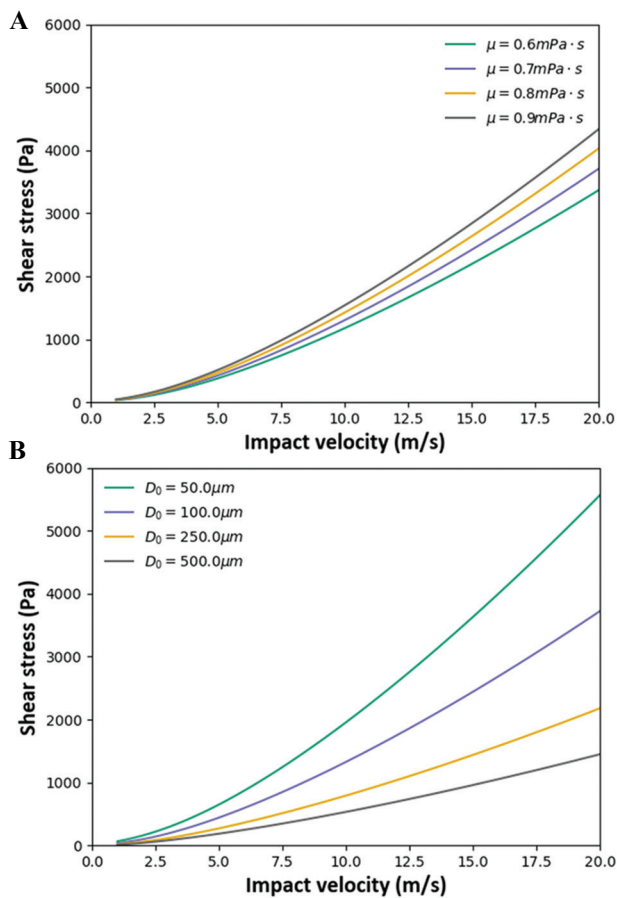 A
6000
5000
4000
3000
2000
1000
0
Shear stress (Pa)
μ = 0.6mPa · s
μ = 0.7mPa · s
μ = 0.8mPa · s
μ = 0.9mPa · s
0.0 2.5 5.0 7.5 10.0 12.5 15.0 17.5 20.0
Impact velocity (m/s)
B
6000
5000
4000
3000
2000
1000
0
Shear stress (Pa)
D₀ = 50.0μm
D₀ = 100.0μm
D₀ = 250.0μm
D₀ = 500.0μm
0.0 2.5 5.0 7.5 10.0 12.5 15.0 17.5 20.0
Impact velocity (m/s)